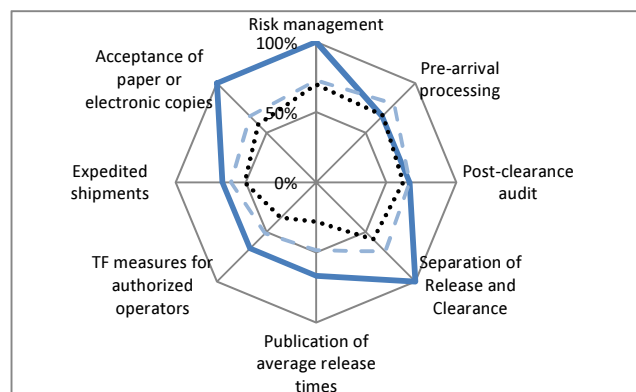 Risk management
100%
Acceptance of
paper or
electronic copies
Pre-arrival
processing
50%
Expedited
shipments
0%
Post-clearance
audit
TF measures for
authorized
operators
Separation of
Release and
Clearance
Publication of
average release
times